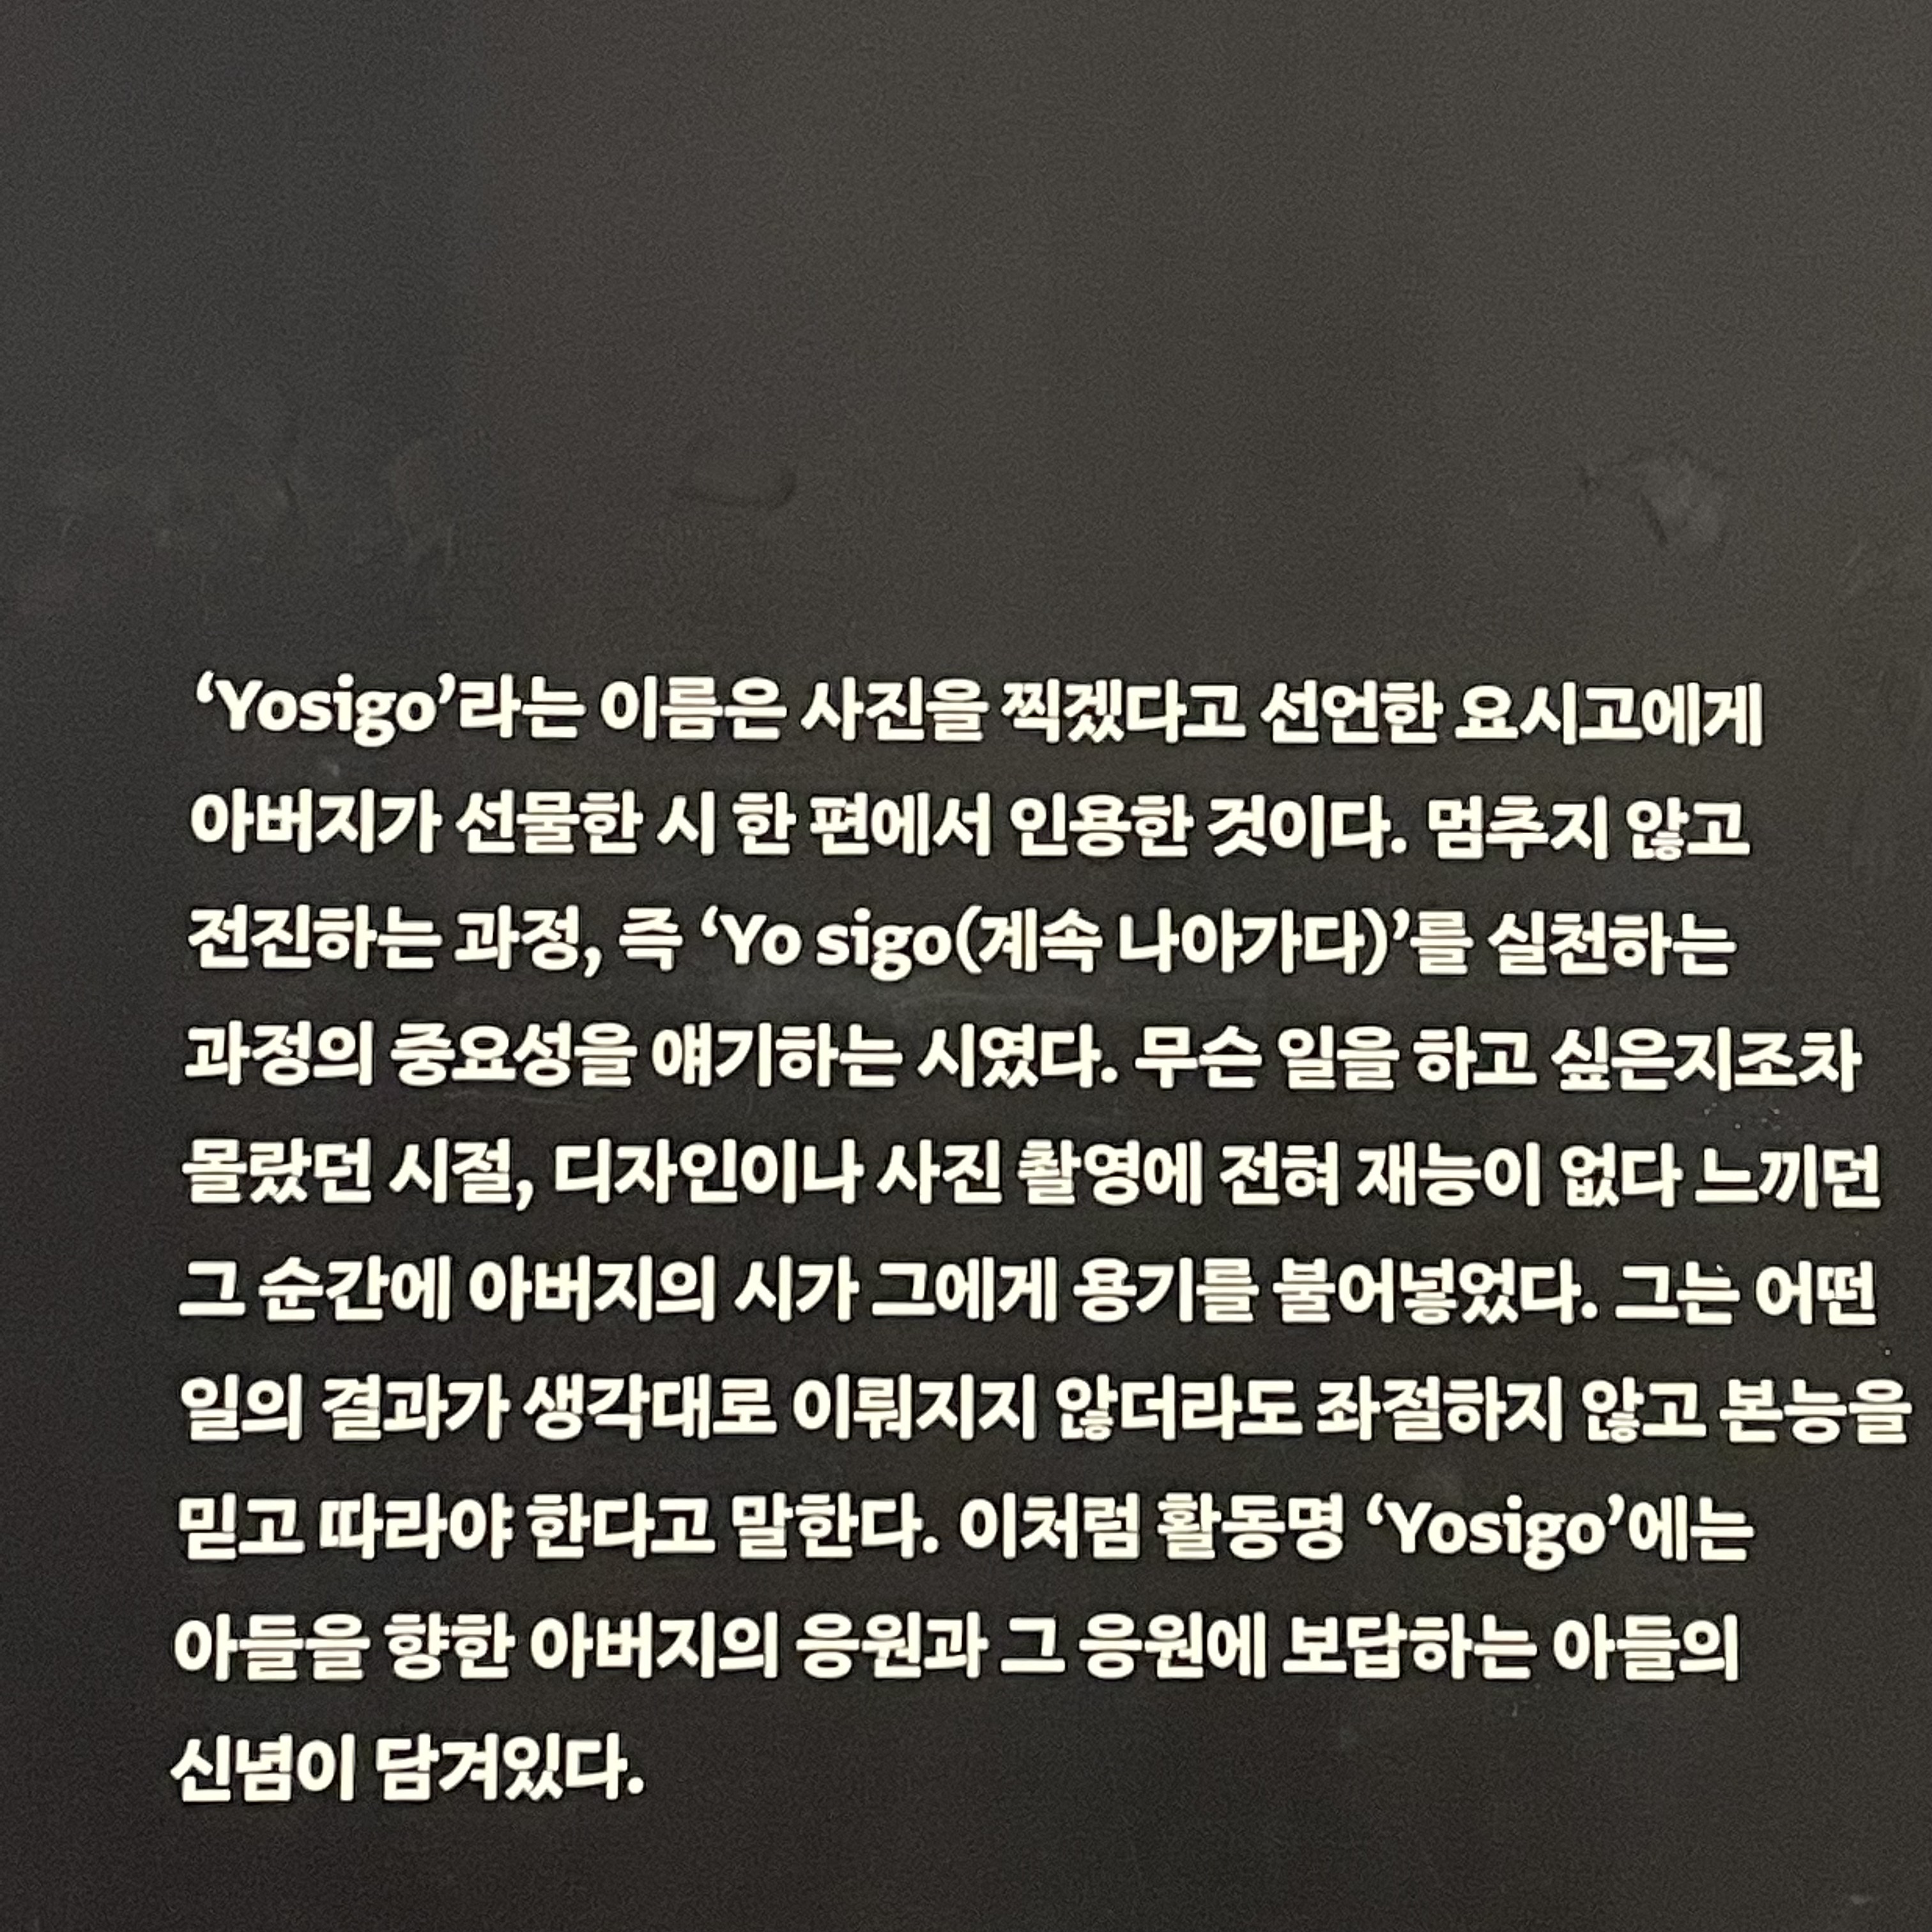 ‘Yosigo’라는 이름은 사진을 찍겠다고 선언한 요시고에게
아버지가 선물한 시 한 편에서 인용한 것이다. 멈추지 않고
전진하는 과정, 즉 ‘Yo sigo(계속 나아가다)’를 실천하는
과정의 중요성을 얘기하는 시였다. 무슨 일을 하고 싶은지조차
몰랐던 시절, 디자인이나 사진 촬영에 전혀 재능이 없다 느끼던
그 순간에 아버지의 시가 그에게 용기를 불어넣었다. 그는 어떤
일의 결과가 생각대로 이뤄지지 않더라도 좌절하지 않고 본능을
믿고 따라야 한다고 말한다. 이처럼 활동명 ‘Yosigo’에는
아들을 향한 아버지의 응원과 그 응원에 보답하는 아들의
신념이 담겨있다.